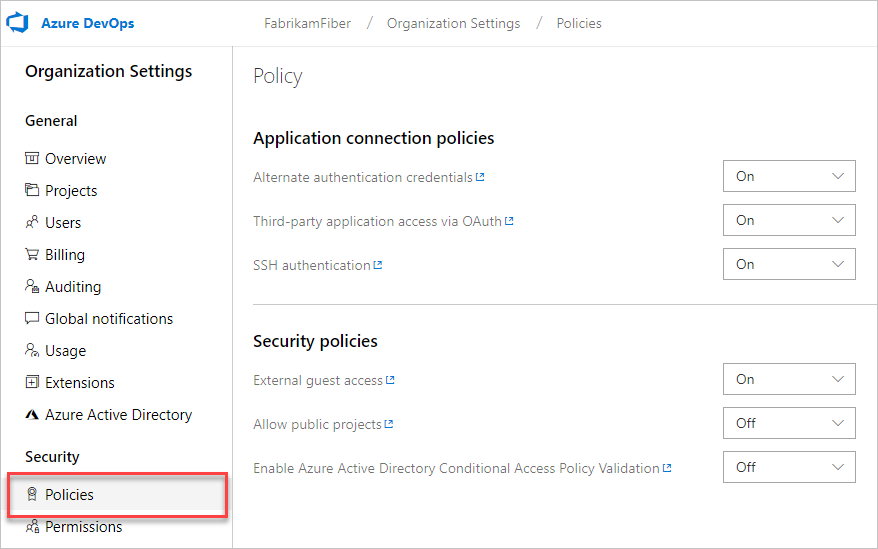 Azure DevOps
FabrikamFiber / Organization Settings / Policies
Organization Settings
General
Overview
Projects
Users
Billing
Auditing
Global notifications
Usage
Extensions
Azure Active Directory
Security
Policies
Permissions
Policy
Application connection policies
Alternate authentication credentials On
Third-party application access via OAuth On
SSH authentication On
Security policies
External guest access On
Allow public projects Off
Enable Azure Active Directory Conditional Access Policy Validation Off